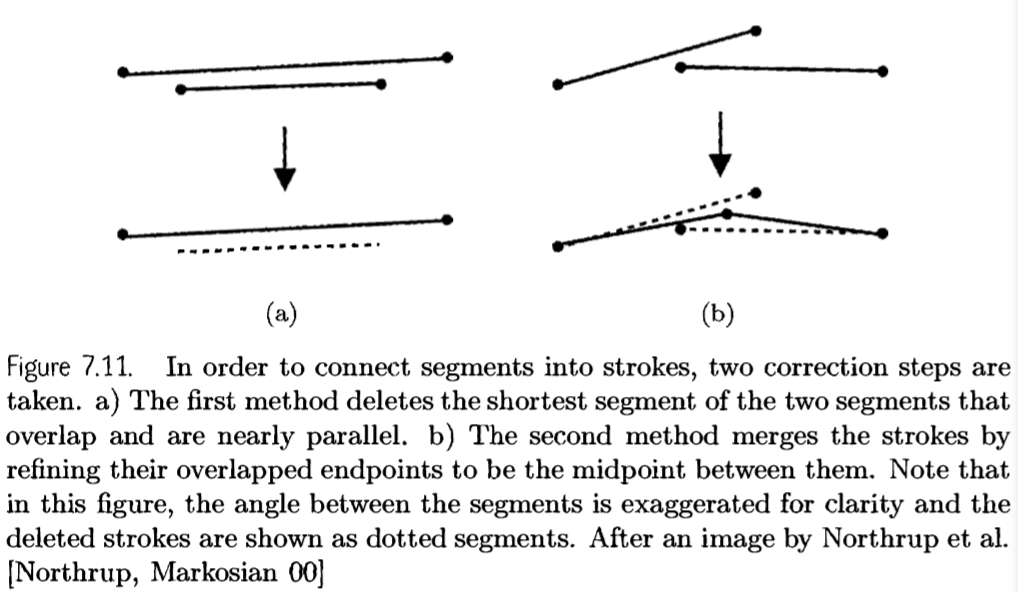 (a)
(b)
Figure 7.11. In order to connect segments into strokes, two correction steps are
taken. a) The first method deletes the shortest segment of the two segments that
overlap and are nearly parallel. b) The second method merges the strokes by
refining their overlapped endpoints to be the midpoint between them. Note that
in this figure, the angle between the segments is exaggerated for clarity and the
deleted strokes are shown as dotted segments. After an image by Northrup et al.
[Northrup, Markosian 00]